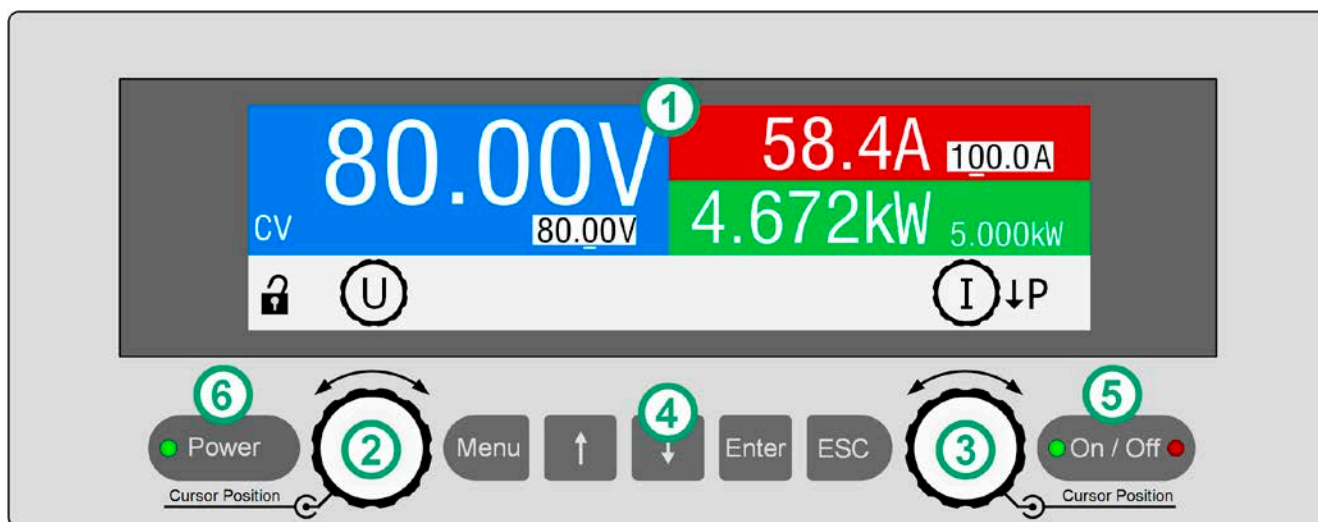 1
80.00V
58.4A 100.0A
CV 80.00V
4.672kW 5.000kW
U I ↓P
6 4 5
Power 2 Menu ↑ ↓ Enter ESC 3 On / Off
Cursor Position Cursor Position